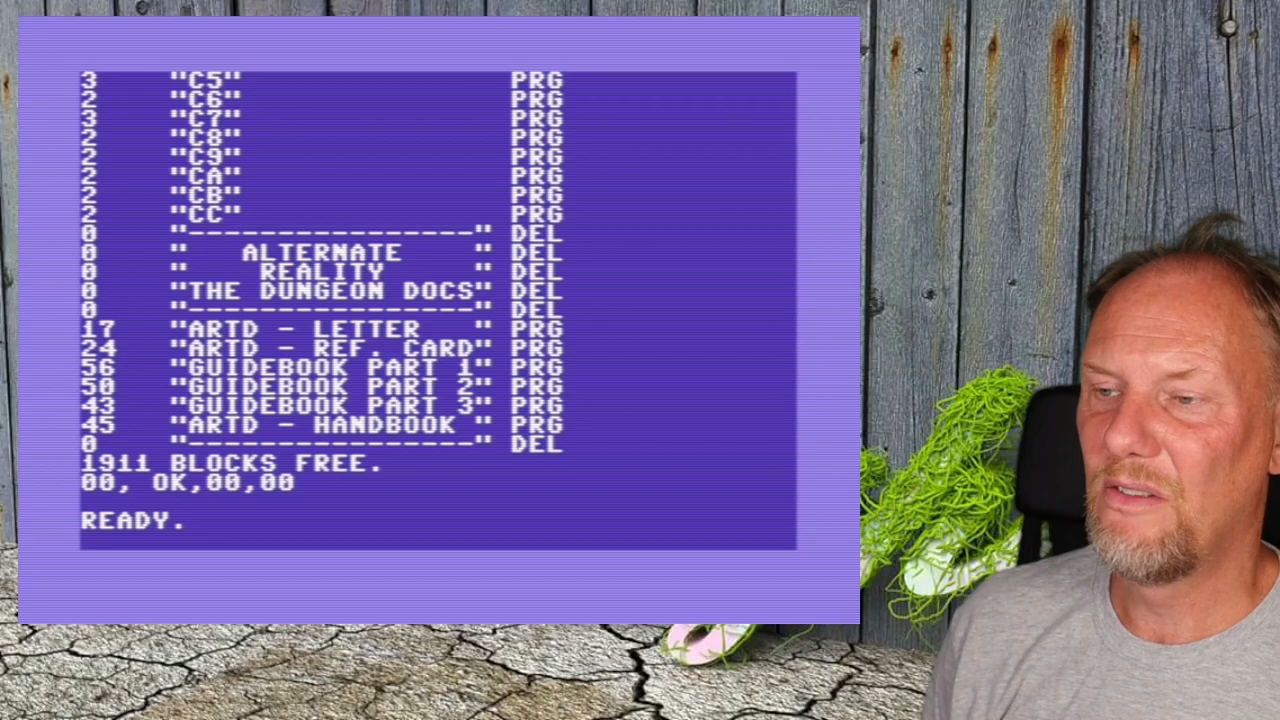 3 "C5" PRG
2 "C6" PRG
3 "C7" PRG
2 "C8" PRG
2 "C9" PRG
2 "CA" PRG
2 "CB" PRG
2 "CC" PRG
0 "----------------" DEL
0 "   ALTERNATE    " DEL
0 "    REALITY     " DEL
0 "THE DUNGEON DOCS" DEL
0 "----------------" DEL
17 "ARTD - LETTER   " PRG
24 "ARTD - REF. CARD" PRG
56 "GUIDEBOOK PART 1" PRG
50 "GUIDEBOOK PART 2" PRG
43 "GUIDEBOOK PART 3" PRG
45 "ARTD - HANDBOOK " PRG
0 "----------------" DEL
1911 BLOCKS FREE.
00, OK,00,00
READY.